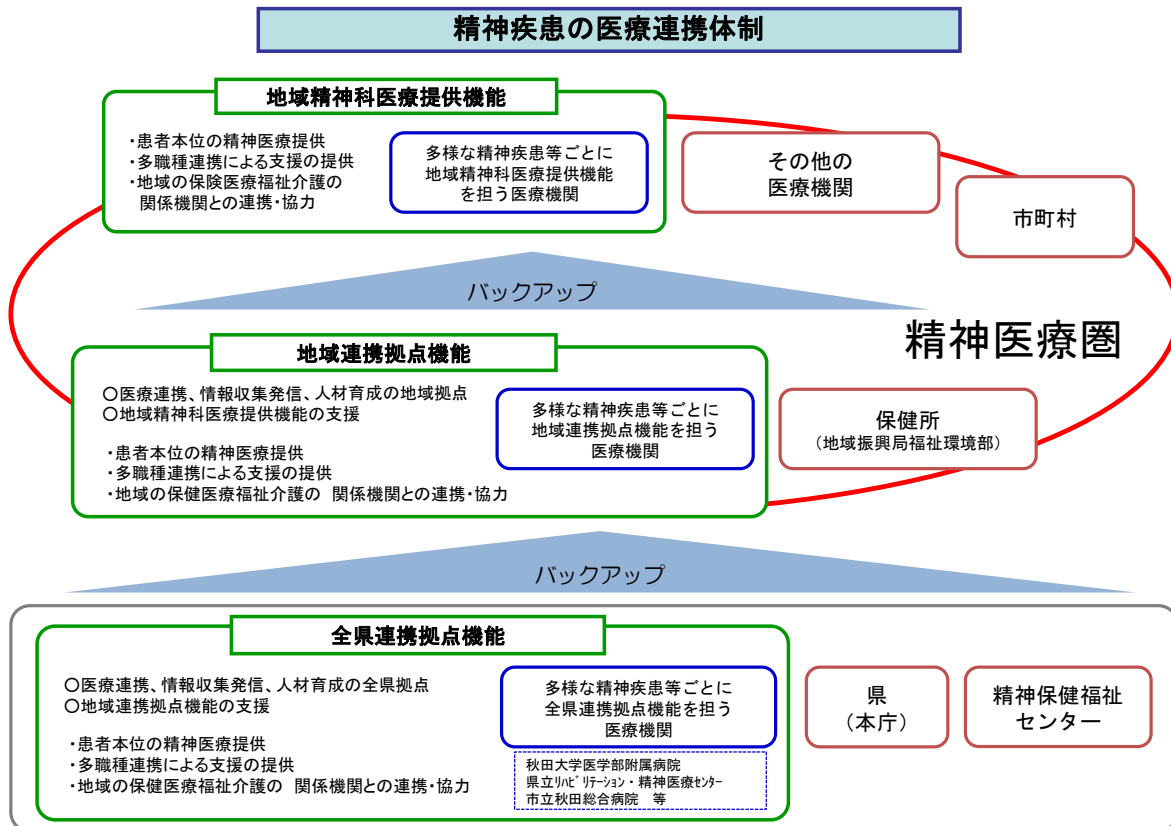 精神疾患の医療連携体制
地域精神科医療提供機能
・患者本位の精神医療提供
・多職種連携による支援の提供
・地域の保険医療福祉介護の
関係機関との連携・協力
多様な精神疾患等ごとに
地域精神科医療提供機能
を担う医療機関
その他の
医療機関
市町村
バックアップ
精神医療圏
地域連携拠点機能
〇医療連携、情報収集発信、人材育成の地域拠点
〇地域精神科医療提供機能の支援
・患者本位の精神医療提供
・多職種連携による支援の提供
・地域の保健医療福祉介護の 関係機関との連携・協力
多様な精神疾患等ごとに
地域連携拠点機能を担う
医療機関
保健所
（地域振興局福祉環境部）
バックアップ
全県連携拠点機能
〇医療連携、情報収集発信、人材育成の全県拠点
〇地域連携拠点機能の支援
・患者本位の精神医療提供
・多職種連携による支援の提供
・地域の保健医療福祉介護の 関係機関との連携・協力
多様な精神疾患等ごとに
全県連携拠点機能を担う
医療機関
秋田大学医学部附属病院
県立ﾘﾊﾋﾞﾘﾃｰｼｮﾝ・精神医療ｾﾝﾀｰ
市立秋田総合病院 等
県
（本庁）
精神保健福祉
センター